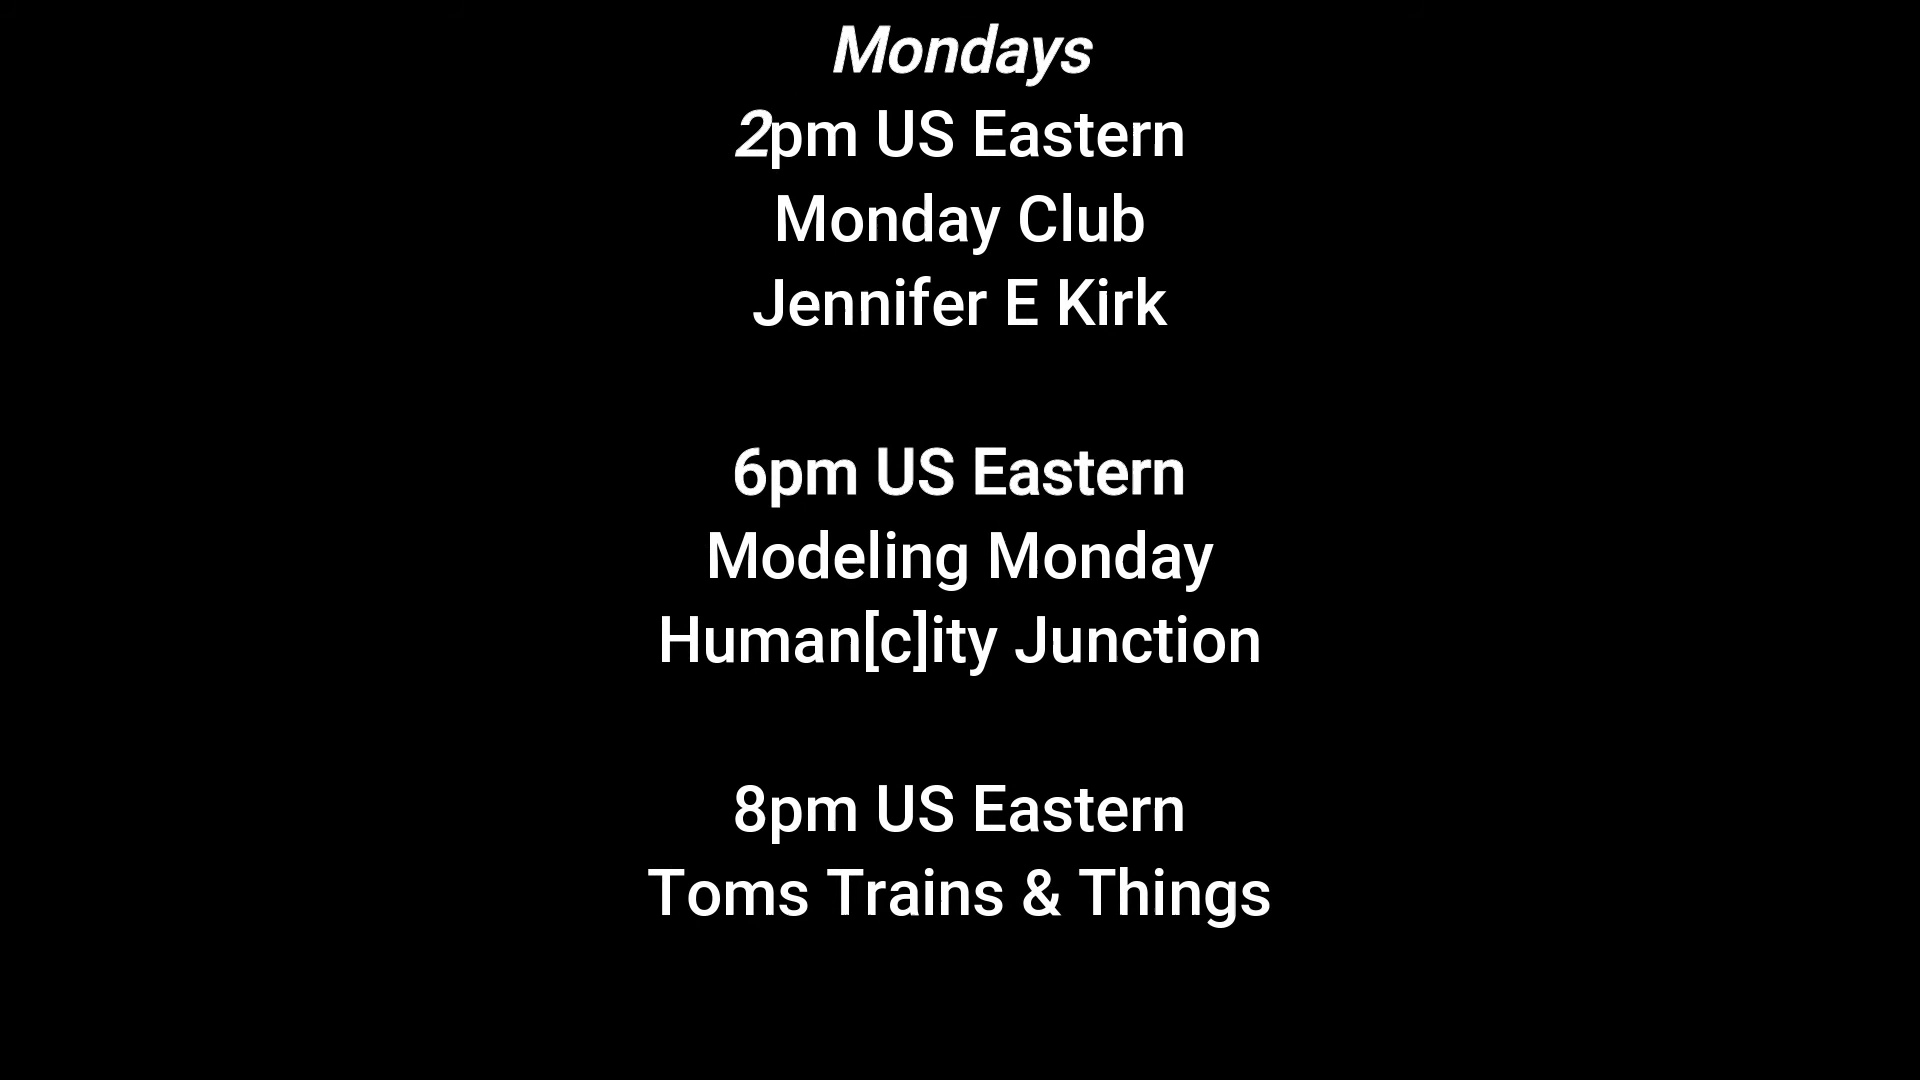 Mondays
2pm US Eastern
Monday Club
Jennifer E Kirk
6pm US Eastern
Modeling Monday
Human[c]ity Junction
8pm US Eastern
Toms Trains & Things